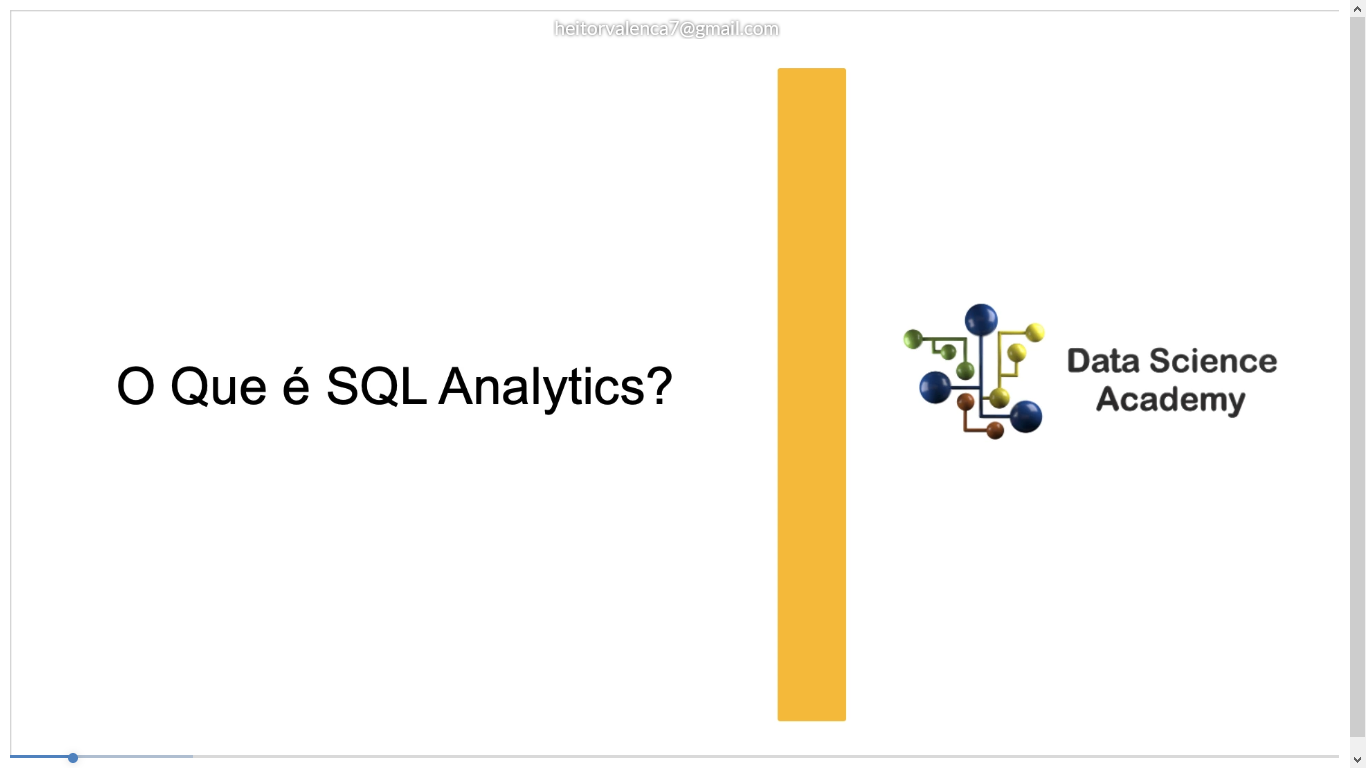 heitorvalenca7@gmail.com
O Que é SQL Analytics?
Data Science
Academy